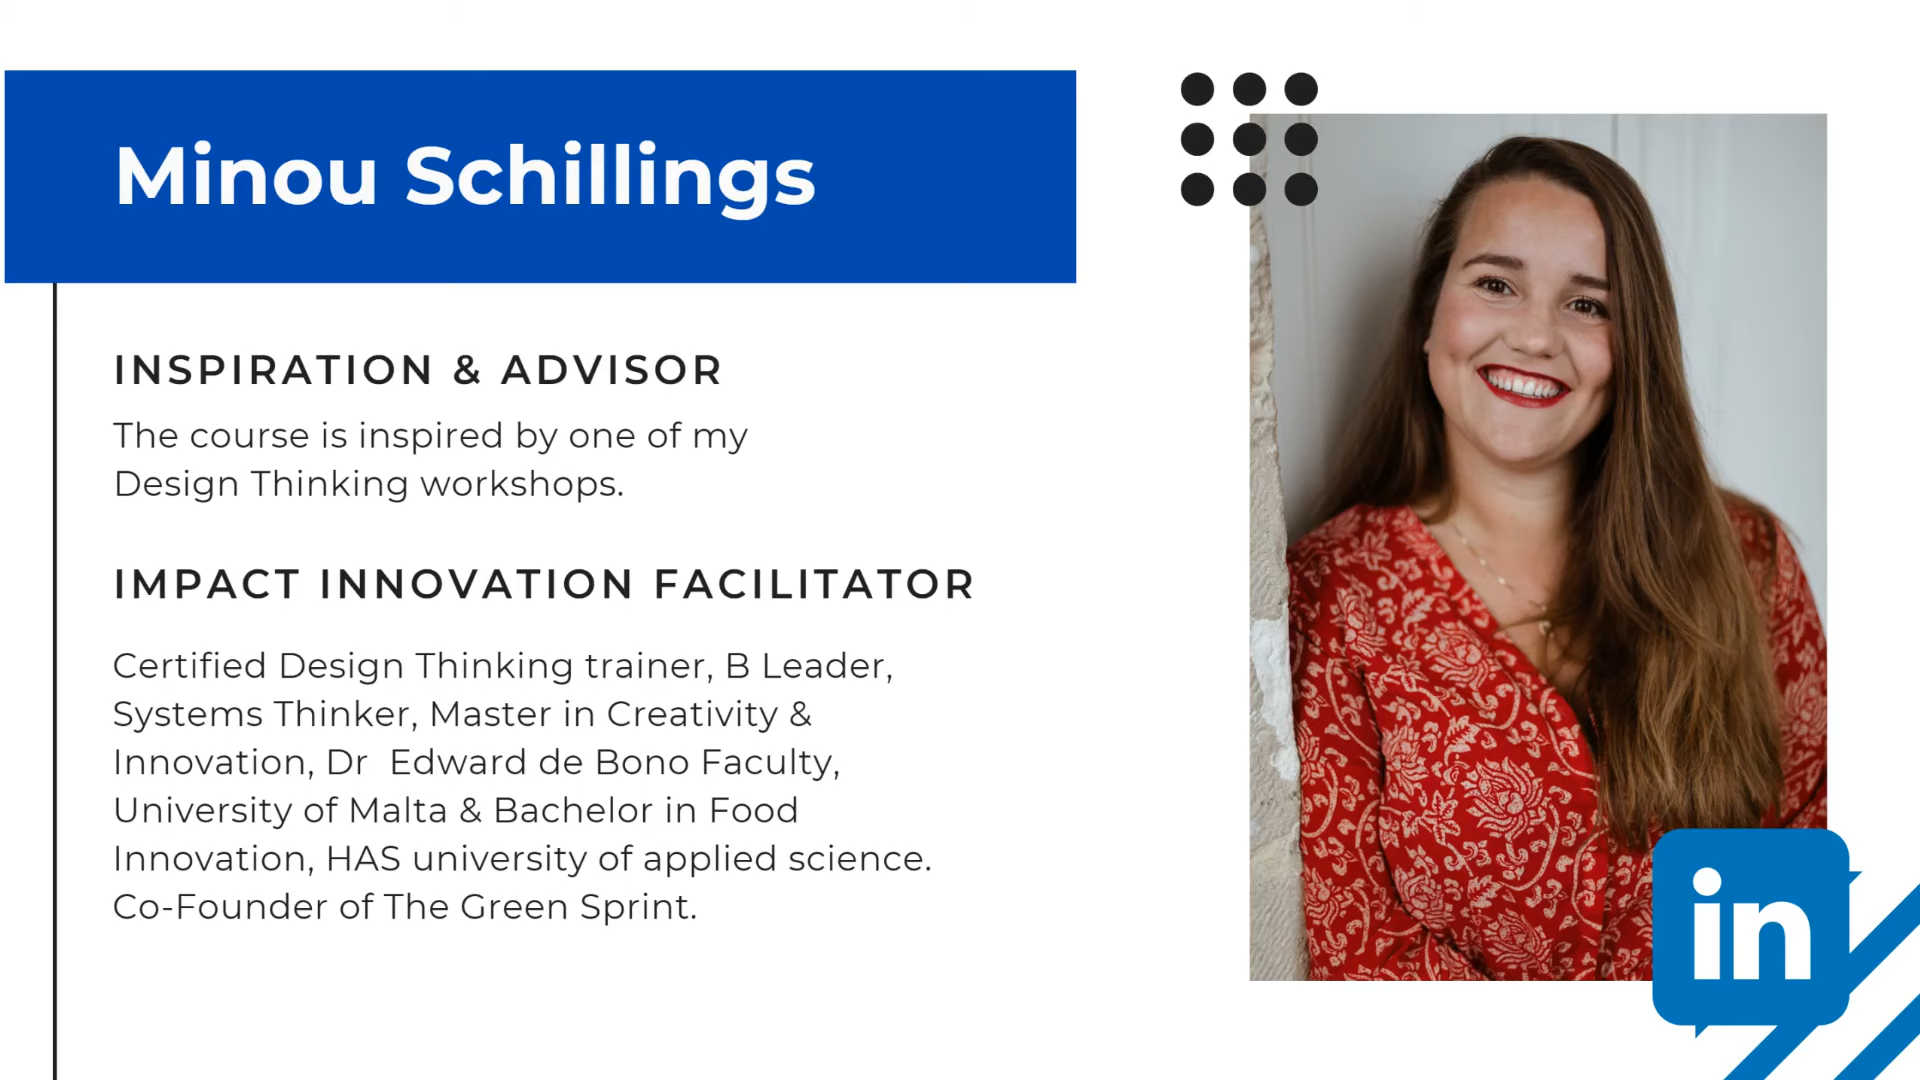 Minou Schillings
INSPIRATION & ADVISOR
The course is inspired by one of my
Design Thinking workshops.
IMPACT INNOVATION FACILITATOR
Certified Design Thinking trainer, B Leader,
Systems Thinker, Master in Creativity &
Innovation, Dr  Edward de Bono Faculty,
University of Malta & Bachelor in Food
Innovation, HAS university of applied science.
Co-Founder of The Green Sprint.
in